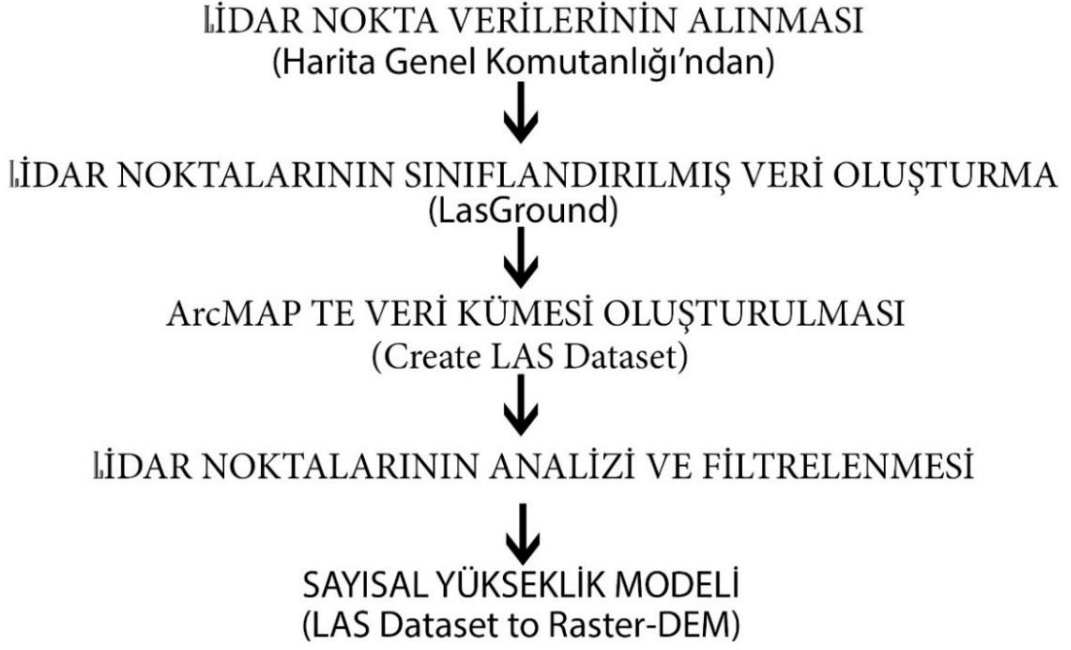 LİDAR NOKTA VERİLERİNİN ALINMASI
(Harita Genel Komutanlığı’ndan)
LİDAR NOKTALARININ SINIFLANDIRILMIŞ VERİ OLUŞTURMA
(LasGround)
ArcMAP TE VERİ KÜMESİ OLUŞTURULMASI
(Create LAS Dataset)
LİDAR NOKTALARININ ANALİZİ VE FİLTRELENMESİ
SAYISAL YÜKSEKLİK MODELİ
(LAS Dataset to Raster-DEM)